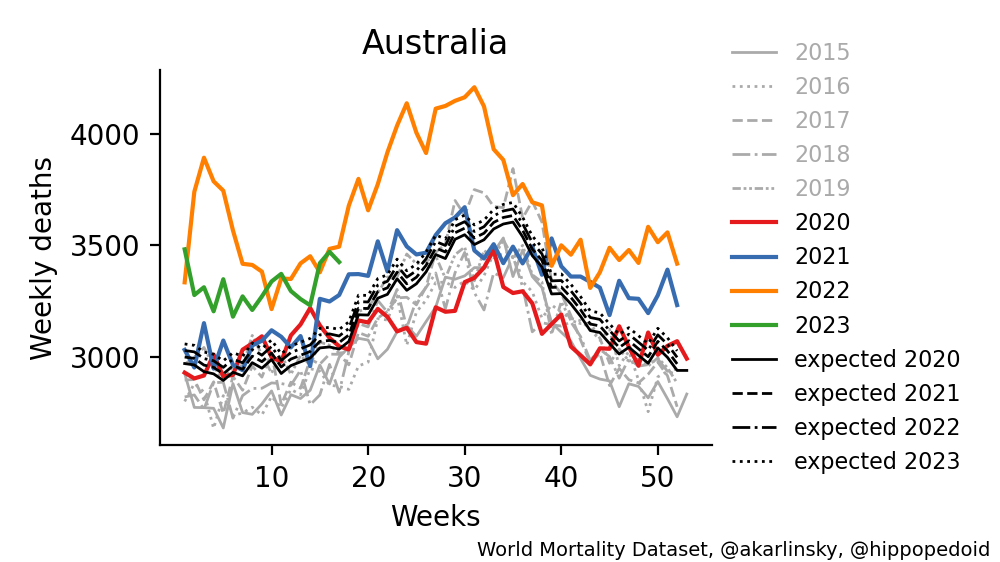 Australia
Weekly deaths
4000
3500
3000
10 20 30 40 50
Weeks
2015
2016
2017
2018
2019
2020
2021
2022
2023
expected 2020
expected 2021
expected 2022
expected 2023
World Mortality Dataset, @akarlinsky, @hippopedoid